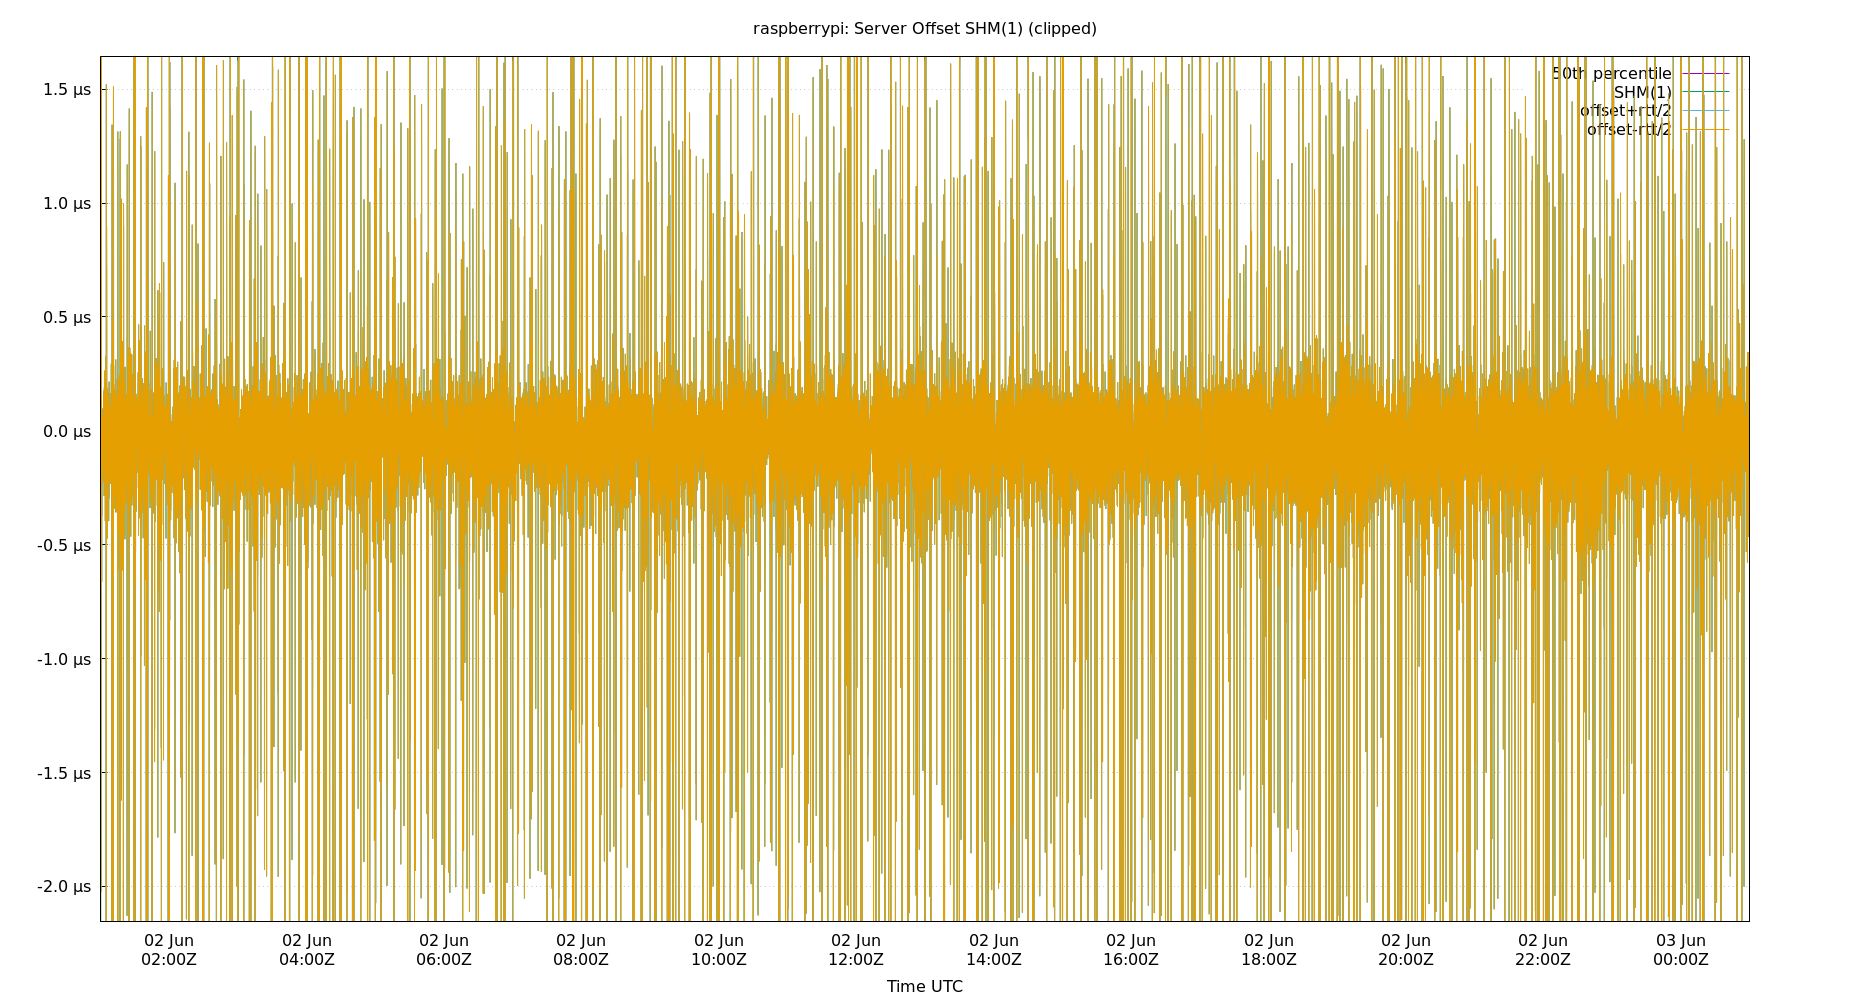 raspberrypi: Server Offset SHM(1) (clipped)
50th percentile
SHM(1)
offset+rtt/2
offset-rtt/2
1.5 µs
1.0 µs
0.5 µs
0.0 µs
-0.5 µs
-1.0 µs
-1.5 µs
-2.0 µs
02 Jun 02 Jun 02 Jun 02 Jun 02 Jun 02 Jun 02 Jun 02 Jun 02 Jun 02 Jun 02 Jun 03 Jun
02:00Z 04:00Z 06:00Z 08:00Z 10:00Z 12:00Z 14:00Z 16:00Z 18:00Z 20:00Z 22:00Z 00:00Z
Time UTC